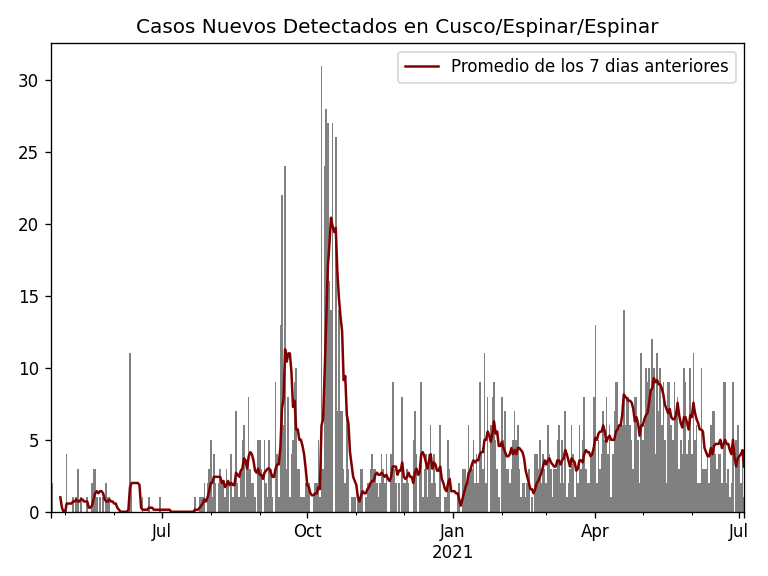 Casos Nuevos Detectados en Cusco/Espinar/Espinar
Promedio de los 7 dias anteriores
30
25
20
15
10
5
0
Jul
Oct
Jan
2021
Apr
Jul